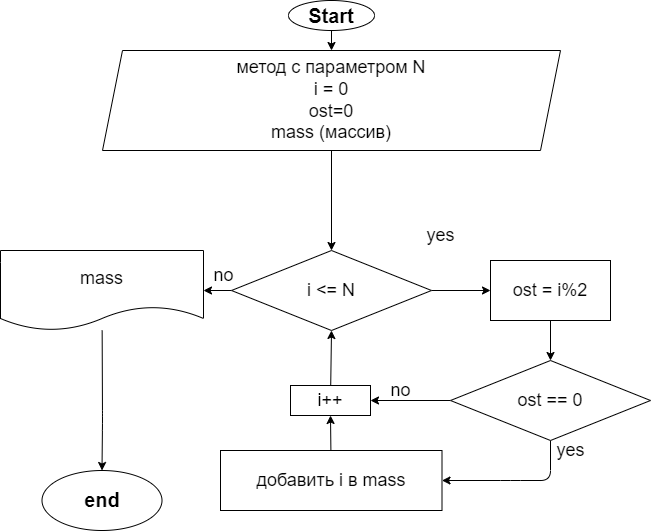 Start
метод с параметром N
i = 0
ost=0
mass (массив)
yes
mass
no
i <= N
ost = i%2
i++
no
ost == 0
yes
добавить i в mass
end